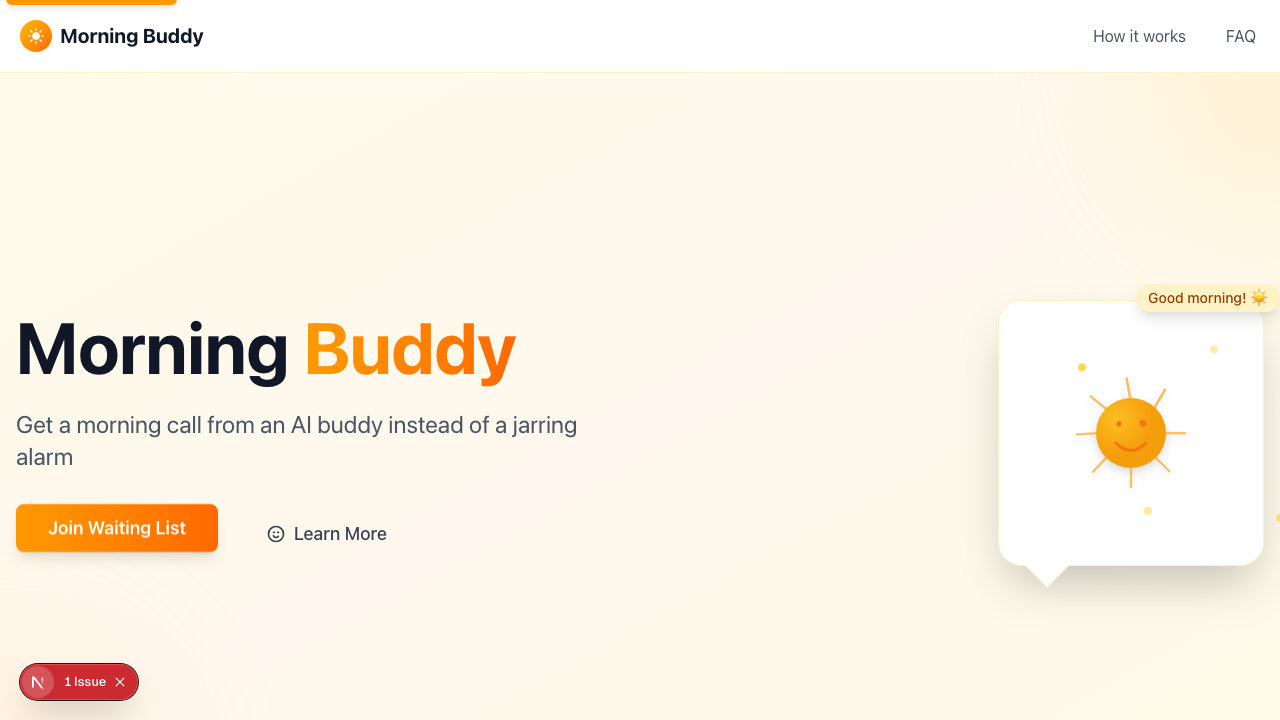 Morning Buddy
How it works
FAQ
Good morning! 🌞
Morning Buddy
Get a morning call from an AI buddy instead of a jarring
alarm
Join Waiting List
Learn More
N
1 Issue